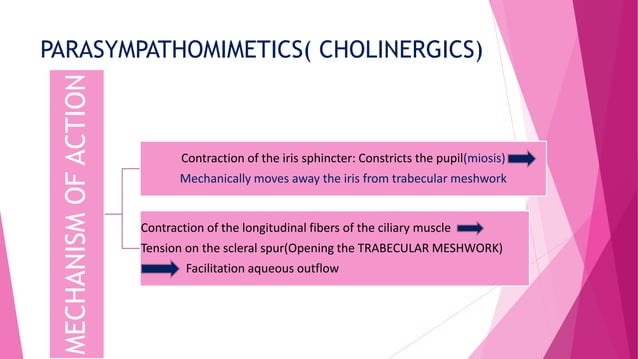 PARASYMPATHOMIMETICS( CHOLINERGICS)
MECHANISM OF ACTION
Contraction of the iris sphincter: Constricts the pupil(miosis)
Mechanically moves away the iris from trabecular meshwork
Contraction of the longitudinal fibers of the ciliary muscle
Tension on the scleral spur(Opening the TRABECULAR MESHWORK)
Facilitation aqueous outflow